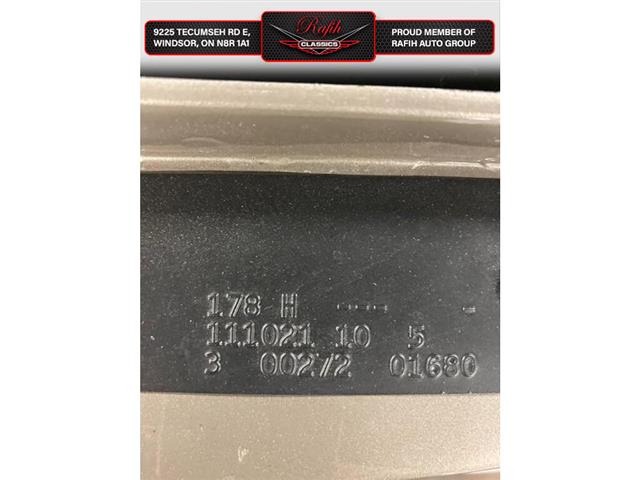 9225 TECUMSEH RD E,
WINDSOR, ON N8R 1A1
Rafih
CLASSICS
PROUD MEMBER OF
RAFIH AUTO GROUP
178 H --- -
111021 10 5
3 00272 01680